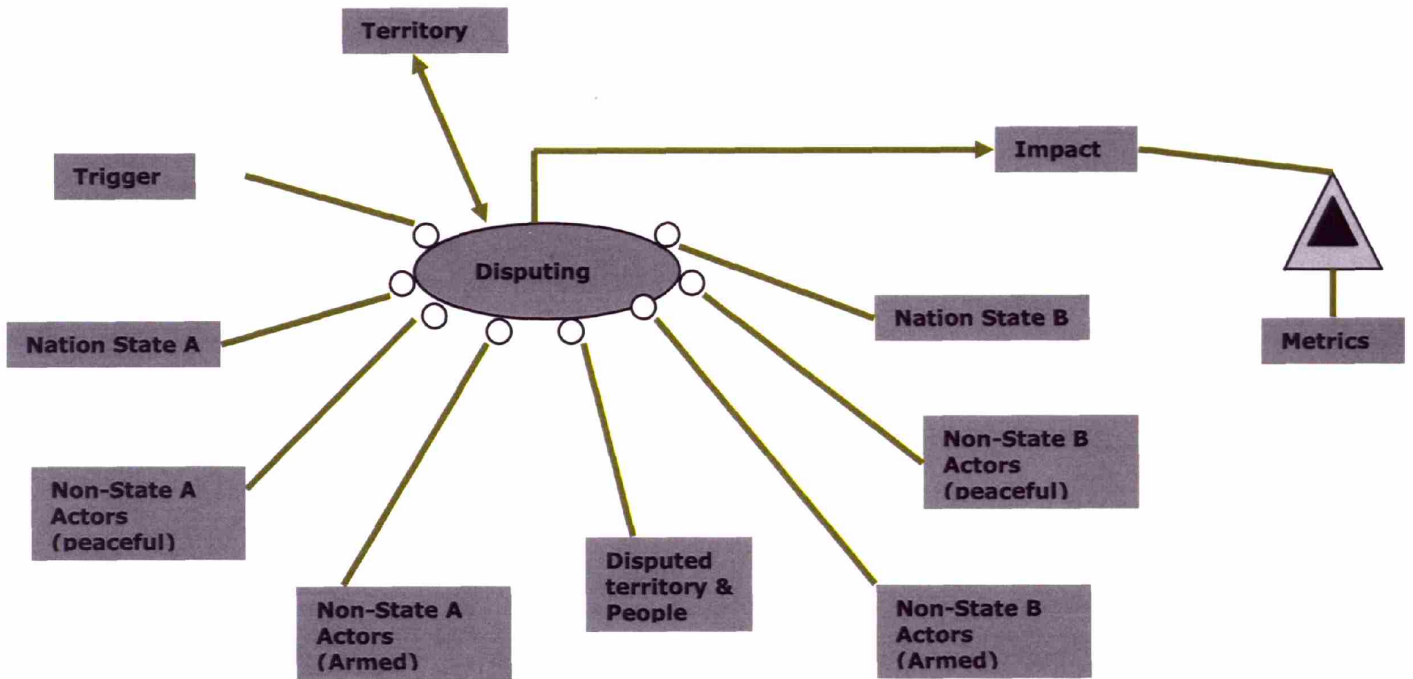 Territory
Trigger
Impact
Disputing
Nation State A
Nation State B
Metrics
Non-State A
Actors
(peaceful)
Non-State B
Actors
(peaceful)
Non-State A
Actors
(Armed)
Disputed
territory &
People
Non-State B
Actors
(Armed)